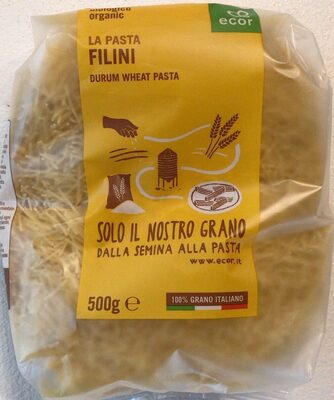 biologico
organic
ecor
LA PASTA
FILINI
DURUM WHEAT PASTA
SOLO IL NOSTRO GRANO
DALLA SEMINA ALLA PASTA
www.ecor.it
500g e
100% GRANO ITALIANO